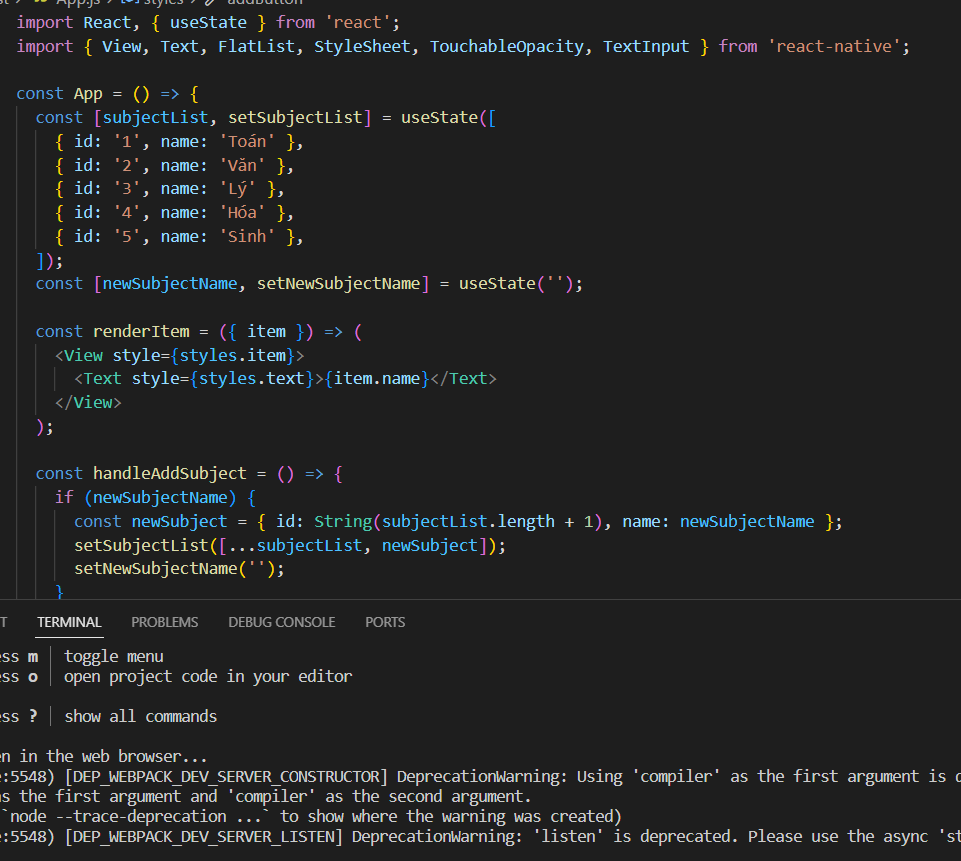 App.js > styles > addButton
import React, { useState } from 'react';
import { View, Text, FlatList, StyleSheet, TouchableOpacity, TextInput } from 'react-native';
const App = () => {
const [subjectList, setSubjectList] = useState([
{ id: '1', name: 'Toán' },
{ id: '2', name: 'Văn' },
{ id: '3', name: 'Lý' },
{ id: '4', name: 'Hóa' },
{ id: '5', name: 'Sinh' },
]);
const [newSubjectName, setNewSubjectName] = useState('');
const renderItem = ({ item }) => (
<View style={styles.item}>
<Text style={styles.text}>{item.name}</Text>
</View>
);
const handleAddSubject = () => {
if (newSubjectName) {
const newSubject = { id: String(subjectList.length + 1), name: newSubjectName };
setSubjectList([...subjectList, newSubject]);
setNewSubjectName('');
}
T TERMINAL PROBLEMS DEBUG CONSOLE PORTS
ess m │ toggle menu
ess o │ open project code in your editor
ess ? │ show all commands
en in the web browser...
e:5548) [DEP_WEBPACK_DEV_SERVER_CONSTRUCTOR] DeprecationWarning: Using 'compiler' as the first argument is d
as the first argument and 'compiler' as the second argument.
`node --trace-deprecation ...` to show where the warning was created)
e:5548) [DEP_WEBPACK_DEV_SERVER_LISTEN] DeprecationWarning: 'listen' is deprecated. Please use the async 'st